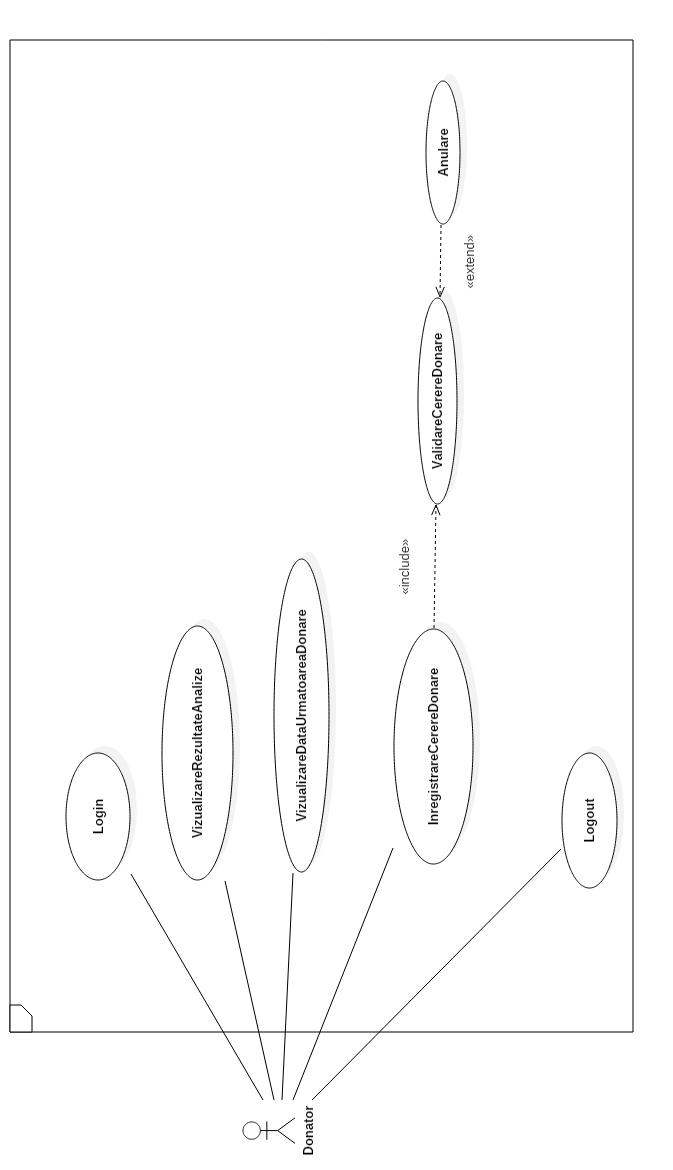 Login
VizualizareRezultateAnalize
VizualizareDataUrmatoareaDonare
InregistrareCerereDonare
«include»
ValidareCerereDonare
«extend»
Anulare
Logout
Donator